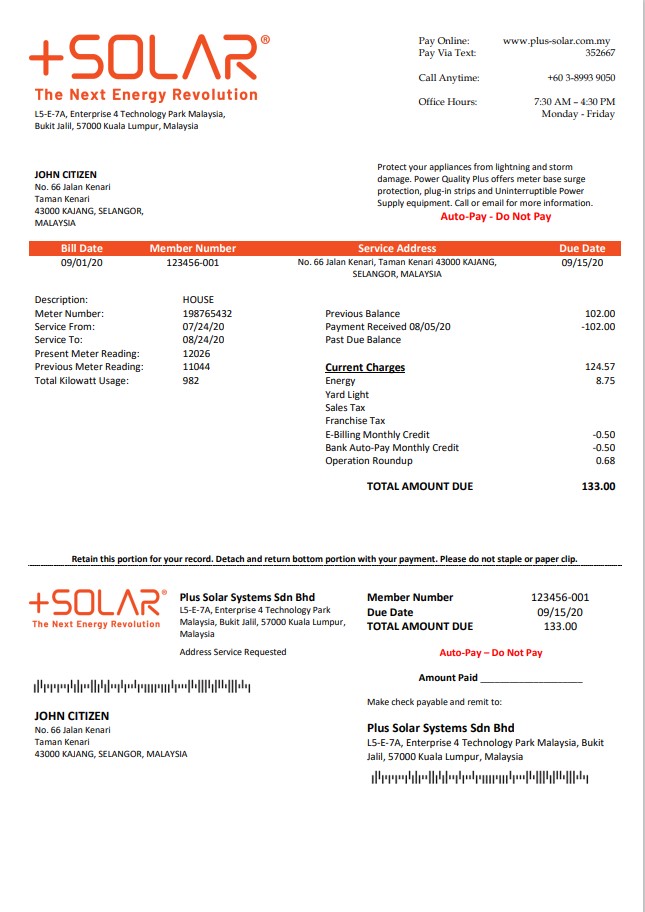 +SOLAR®
The Next Energy Revolution
L5-E-7A, Enterprise 4 Technology Park Malaysia,
Bukit Jalil, 57000 Kuala Lumpur, Malaysia
Pay Online: www.plus-solar.com.my
Pay Via Text: 352667
Call Anytime: +60 3-8993 9050
Office Hours: 7:30 AM – 4:30 PM
Monday - Friday
JOHN CITIZEN
No. 66 Jalan Kenari
Taman Kenari
43000 KAJANG, SELANGOR,
MALAYSIA
Protect your appliances from lightning and storm
damage. Power Quality Plus offers meter base surge
protection, plug-in strips and Uninterruptible Power
Supply equipment. Call or email for more information.
Auto-Pay - Do Not Pay
Bill Date Member Number Service Address Due Date
09/01/20 123456-001 No. 66 Jalan Kenari, Taman Kenari 43000 KAJANG, 09/15/20
SELANGOR, MALAYSIA
Description: HOUSE
Meter Number: 198765432
Service From: 07/24/20
Service To: 08/24/20
Present Meter Reading: 12026
Previous Meter Reading: 11044
Total Kilowatt Usage: 982
Previous Balance 102.00
Payment Received 08/05/20 -102.00
Past Due Balance
Current Charges 124.57
Energy 8.75
Yard Light
Sales Tax
Franchise Tax
E-Billing Monthly Credit -0.50
Bank Auto-Pay Monthly Credit -0.50
Operation Roundup 0.68
TOTAL AMOUNT DUE 133.00
Retain this portion for your record. Detach and return bottom portion with your payment. Please do not staple or paper clip.
+SOLAR®
The Next Energy Revolution
Plus Solar Systems Sdn Bhd
L5-E-7A, Enterprise 4 Technology Park
Malaysia, Bukit Jalil, 57000 Kuala Lumpur,
Malaysia
Address Service Requested
Member Number 123456-001
Due Date 09/15/20
TOTAL AMOUNT DUE 133.00
Auto-Pay – Do Not Pay
Amount Paid ____________________
JOHN CITIZEN
No. 66 Jalan Kenari
Taman Kenari
43000 KAJANG, SELANGOR, MALAYSIA
Make check payable and remit to:
Plus Solar Systems Sdn Bhd
L5-E-7A, Enterprise 4 Technology Park Malaysia, Bukit
Jalil, 57000 Kuala Lumpur, Malaysia